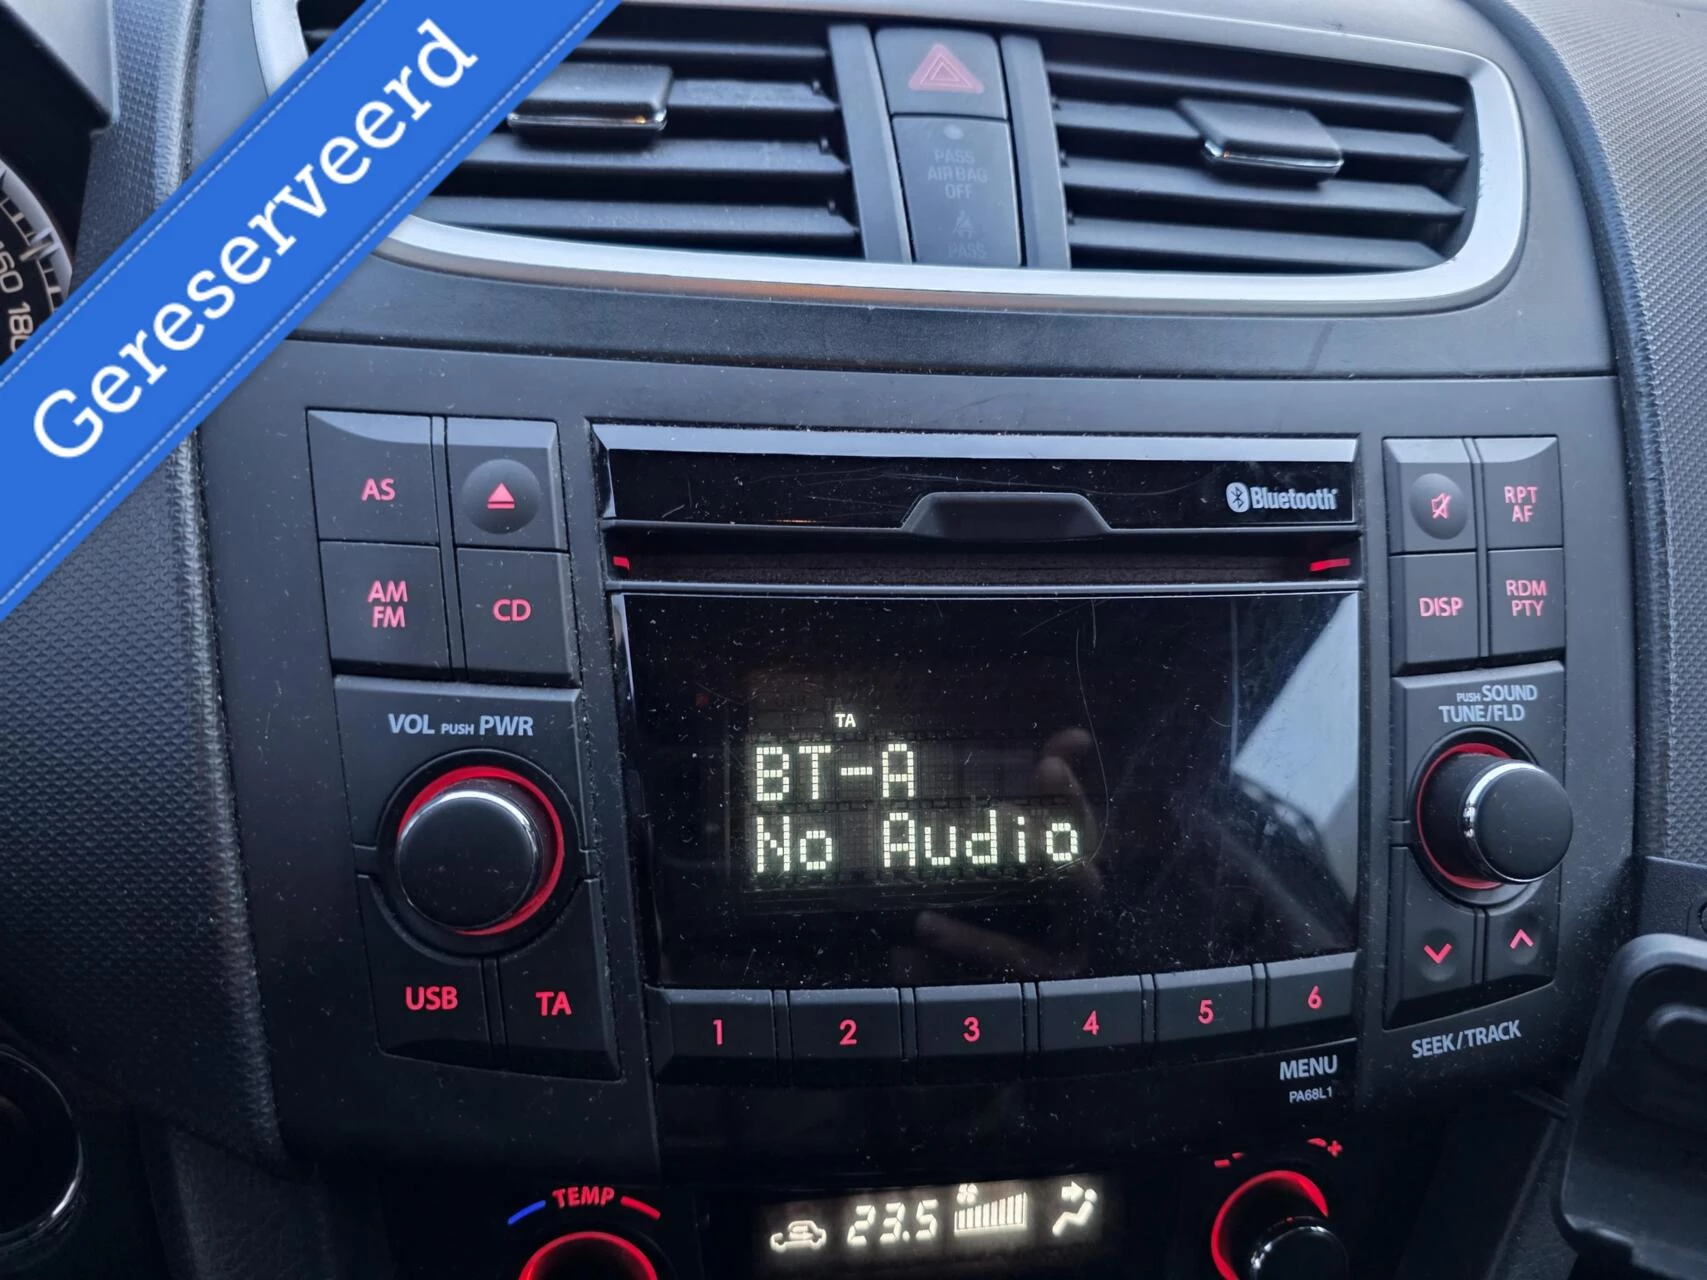 Gereserveerd
160 180
PASS
AIR BAG
OFF
PASS
AS
AM
FM
CD
Bluetooth
RPT
AF
DISP
RDM
PTY
VOL PUSH PWR
PUSH SOUND
TUNE/FLD
TA
BT-A
No Audio
USB
TA
1
2
3
4
5
6
SEEK/TRACK
MENU
PA68L1
TEMP
- +
23.5